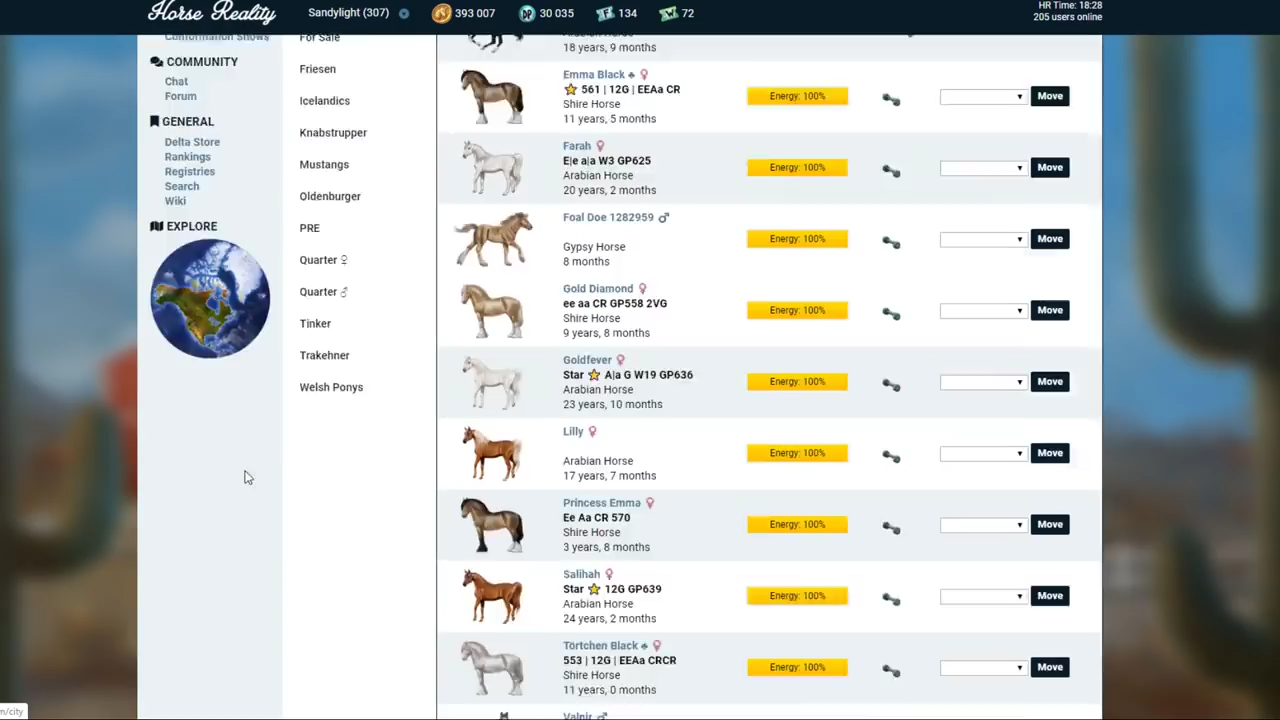 Horse Reality
Sandylight (307)
393 007
30 035
134
72
HR Time: 18:28
205 users online
Conformation Shows
COMMUNITY
Chat
Forum
GENERAL
Delta Store
Rankings
Registries
Search
Wiki
EXPLORE
For Sale
Friesen
Icelandics
Knabstrupper
Mustangs
Oldenburger
PRE
Quarter ♀
Quarter ♂
Tinker
Trakehner
Welsh Ponys
Arabian Horse
18 years, 9 months
Emma Black ♣ ♀
⭐ 561 | 12G | EEAa CR
Shire Horse
11 years, 5 months
Energy: 100%
Move
Farah ♀
E|e a|a W3 GP625
Arabian Horse
20 years, 2 months
Energy: 100%
Move
Foal Doe 1282959 ♂
Gypsy Horse
8 months
Energy: 100%
Move
Gold Diamond ♀
ee aa CR GP558 2VG
Shire Horse
9 years, 8 months
Energy: 100%
Move
Goldfever ♀
Star ⭐ A|a G W19 GP636
Arabian Horse
23 years, 10 months
Energy: 100%
Move
Lilly ♀
Arabian Horse
17 years, 7 months
Energy: 100%
Move
Princess Emma ♀
Ee Aa CR 570
Shire Horse
3 years, 8 months
Energy: 100%
Move
Salihah ♀
Star ⭐ 12G GP639
Arabian Horse
24 years, 2 months
Energy: 100%
Move
Törtchen Black ♣ ♀
553 | 12G | EEAa CRCR
Shire Horse
11 years, 0 months
Energy: 100%
Move
Valnir ♂
m/city